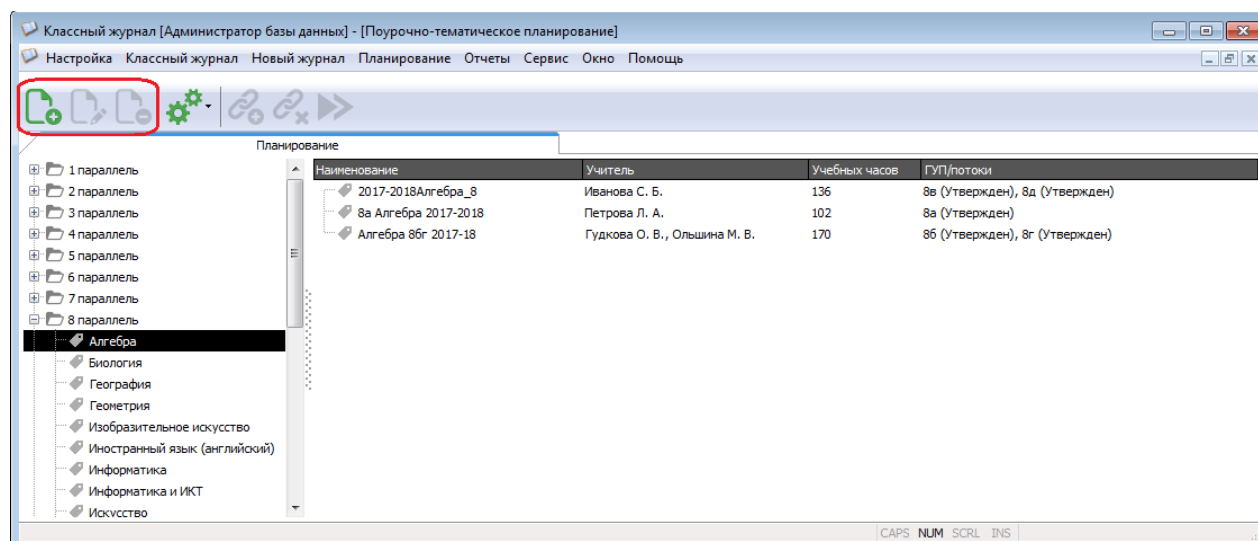 Классный журнал [Администратор базы данных] - [Поурочно-тематическое планирование]
Настройка Классный журнал Новый журнал Планирование Отчеты Сервис Окно Помощь
Планирование
1 параллель
2 параллель
3 параллель
4 параллель
5 параллель
6 параллель
7 параллель
8 параллель
Алгебра
Биология
География
Геометрия
Изобразительное искусство
Иностранный язык (английский)
Информатика
Информатика и ИКТ
Искусство
Наименование Учитель Учебных часов ГУП/потоки
2017-2018Алгебра_8 Иванова С. Б. 136 8в (Утвержден), 8д (Утвержден)
8а Алгебра 2017-2018 Петрова Л. А. 102 8а (Утвержден)
Алгебра 8бг 2017-18 Гудкова О. В., Ольшина М. В. 170 8б (Утвержден), 8г (Утвержден)
CAPS NUM SCRL INS